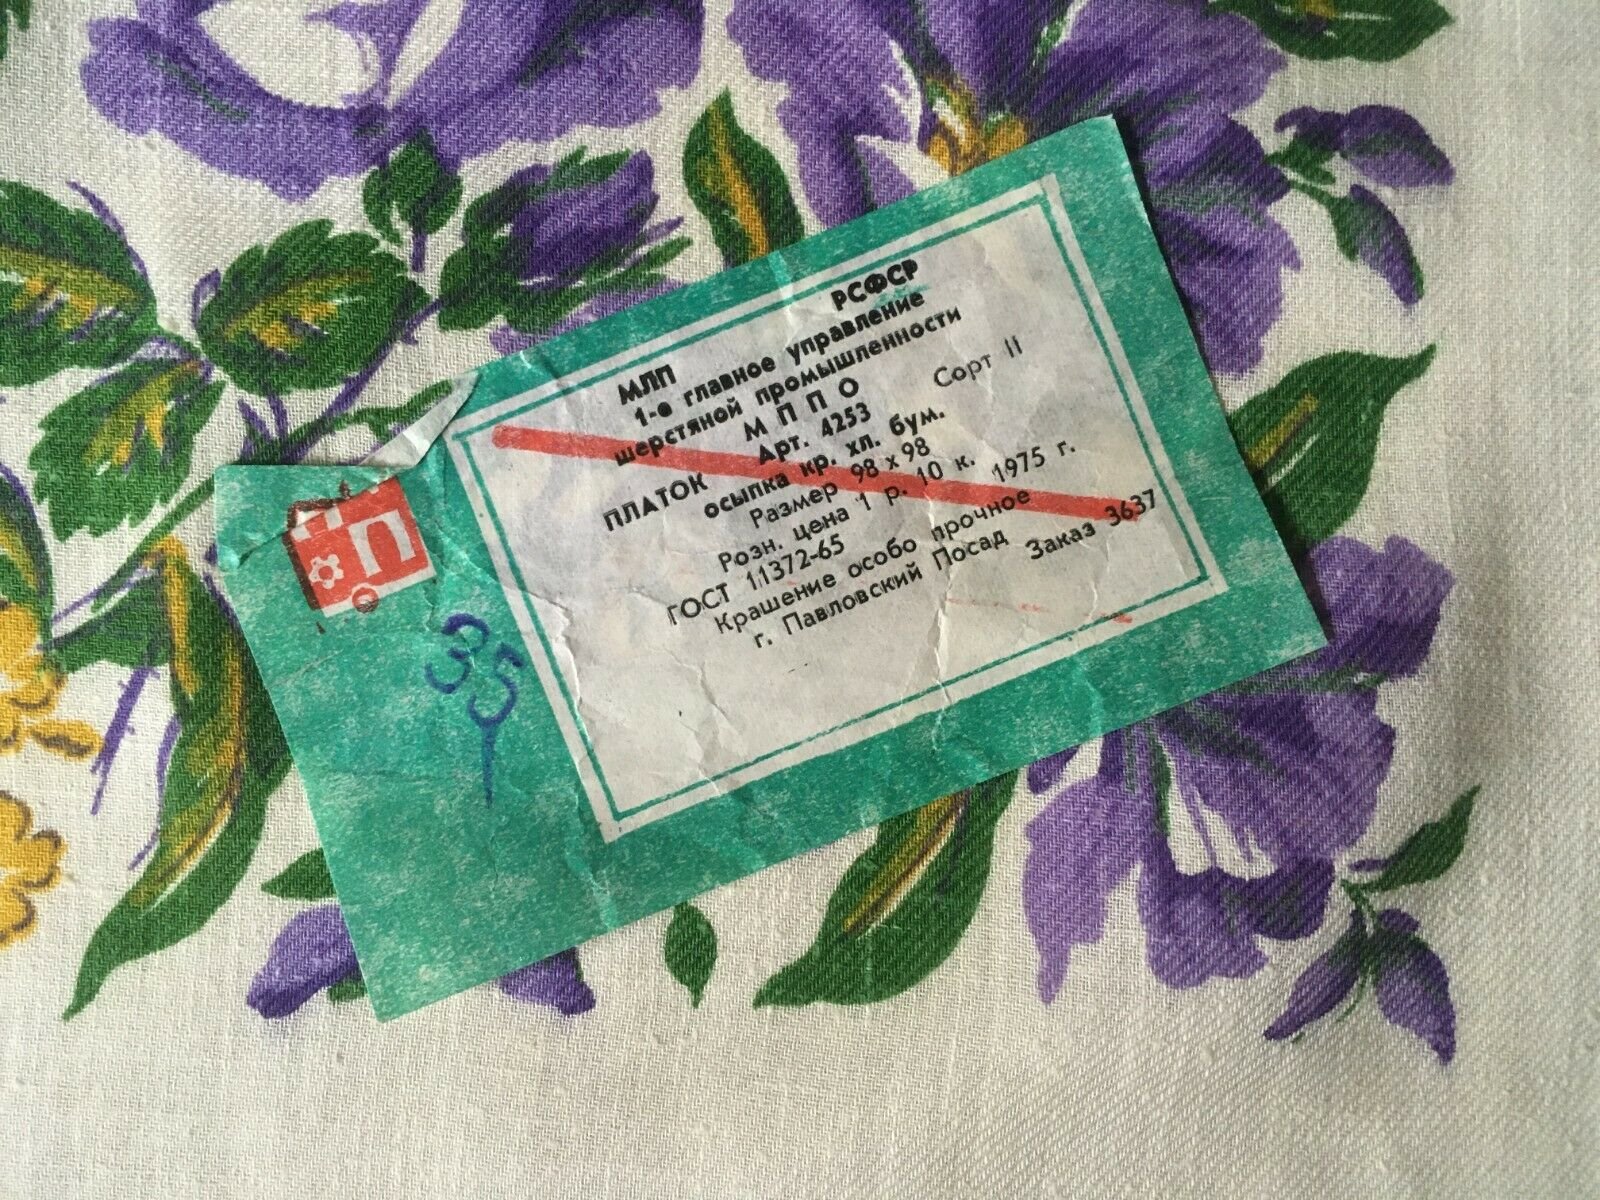 МЛП РСФСР
1-е главное управление
шерстяной промышленности
М П П О
ПЛАТОК Арт. 4253 Сорт II
осыпка кр. хл. бум.
Размер 98 х 98
Розн. цена 1 р. 10 к.
ГОСТ 11372-65 1975 г.
Крашение особо прочное
г. Павловский Посад
Заказ 3637
П
35